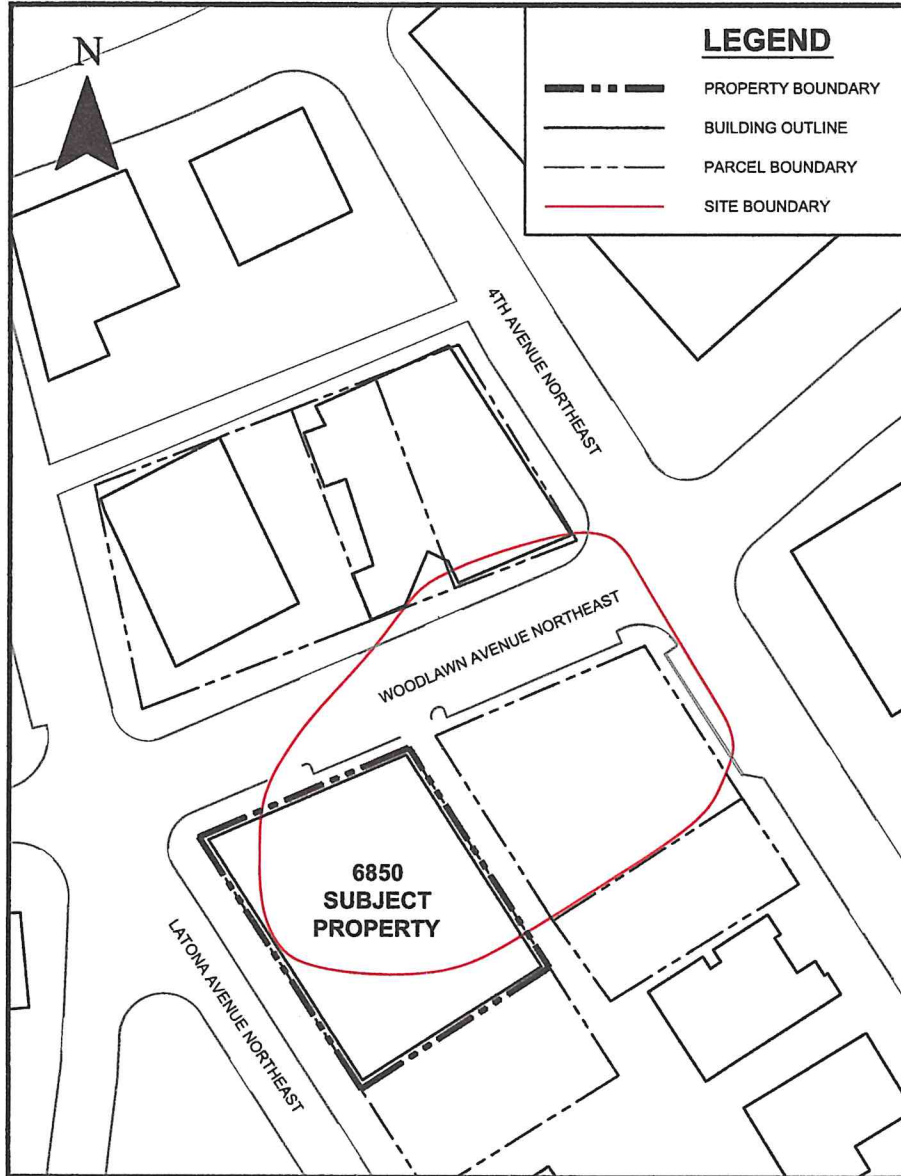 N
LEGEND
PROPERTY BOUNDARY
BUILDING OUTLINE
PARCEL BOUNDARY
SITE BOUNDARY
4TH AVENUE NORTHEAST
WOODLAWN AVENUE NORTHEAST
6850
SUBJECT
PROPERTY
LATONA AVENUE NORTHEAST